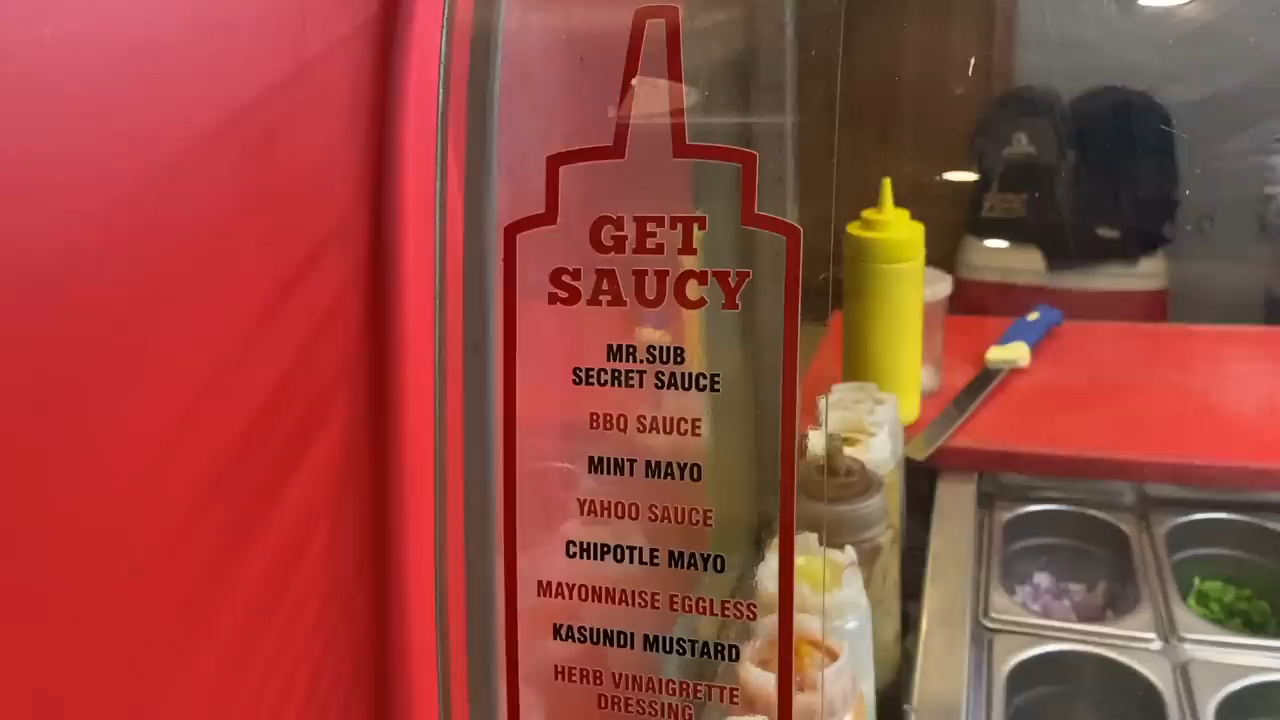 GET
SAUCY
MR.SUB
SECRET SAUCE
BBQ SAUCE
MINT MAYO
YAHOO SAUCE
CHIPOTLE MAYO
MAYONNAISE EGGLESS
KASUNDI MUSTARD
HERB VINAIGRETTE
DRESSING